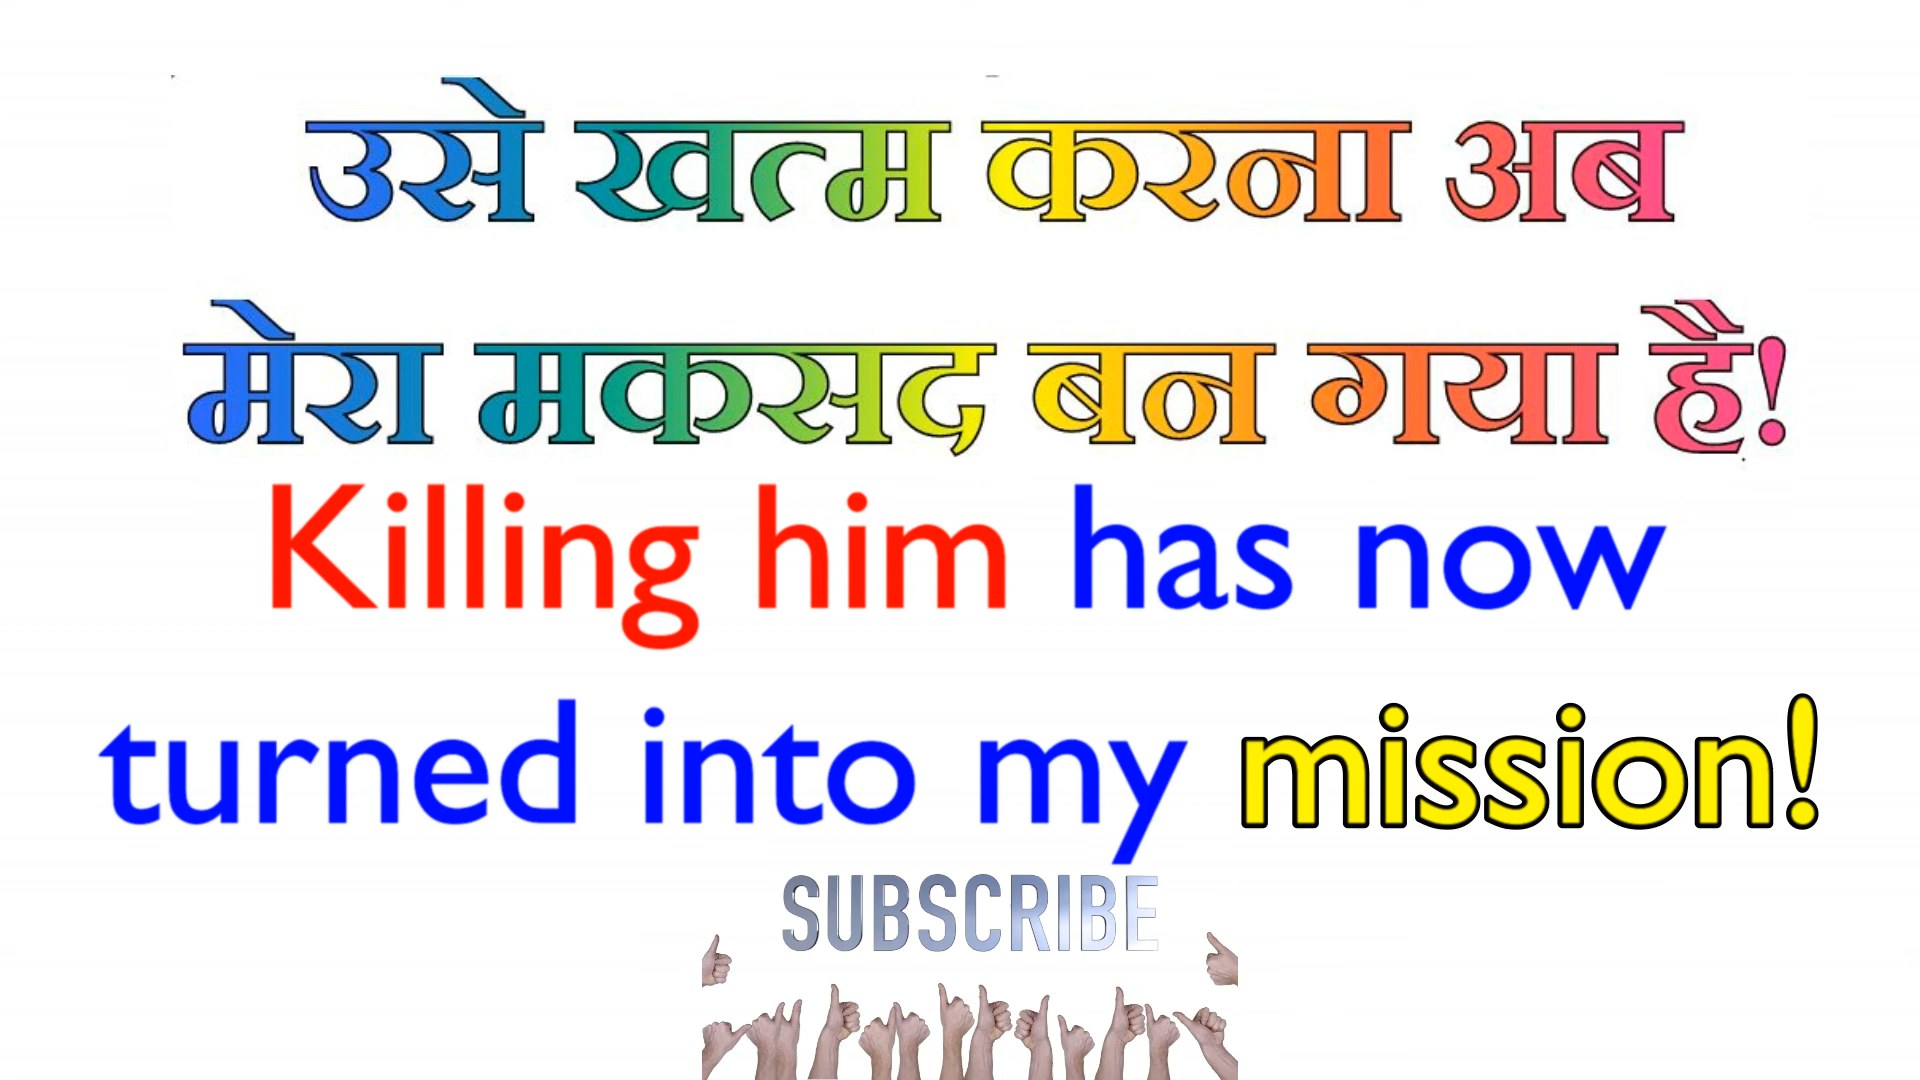 उसे खत्म करना अब
मेरा मकसद बन गया है!
Killing him has now
turned into my mission!
SUBSCRIBE